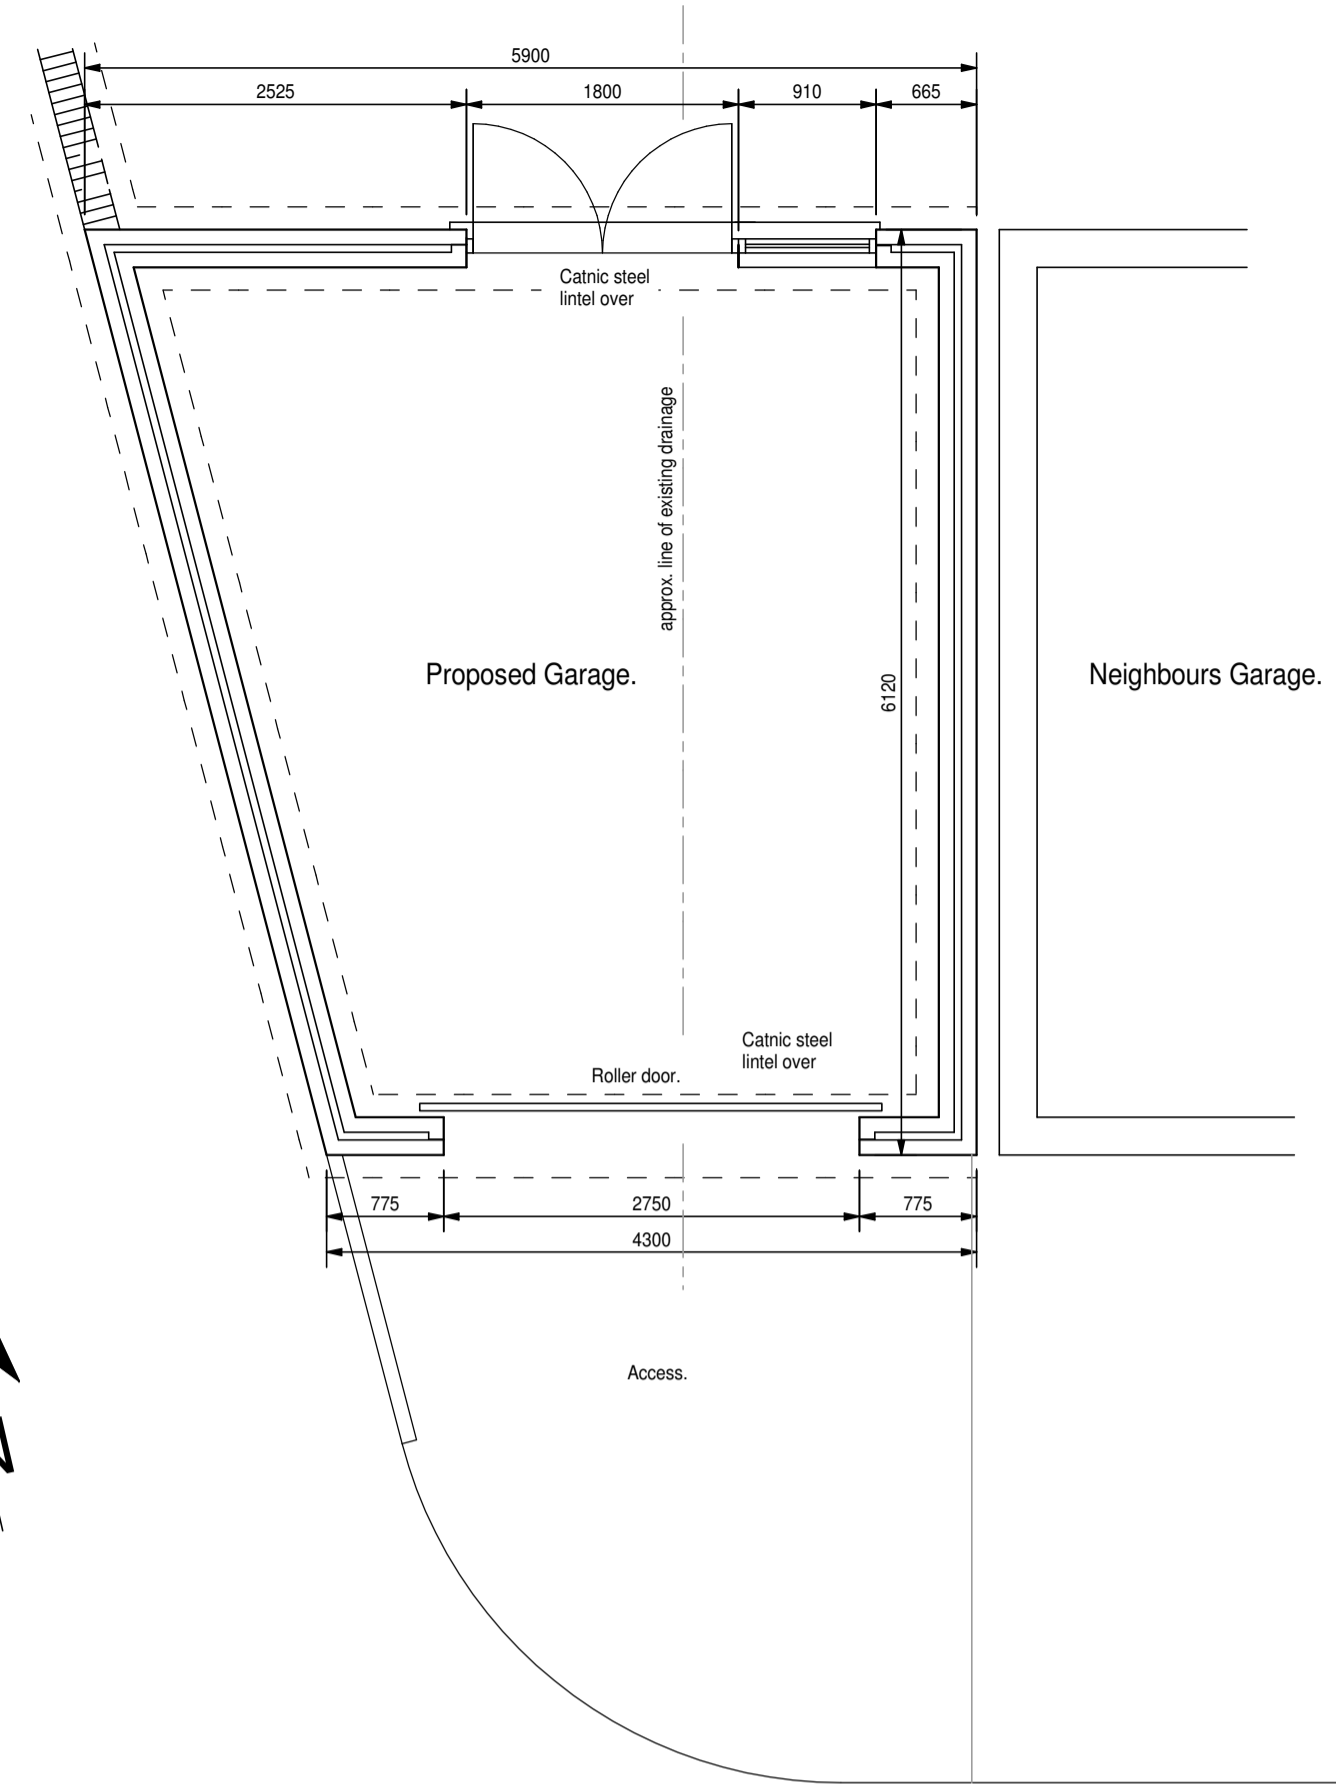 5900
2525
1800
910
665
Catnic steel
lintel over
approx. line of existing drainage
Proposed Garage.
6120
Neighbours Garage.
Catnic steel
lintel over
Roller door.
775
2750
775
4300
Access.